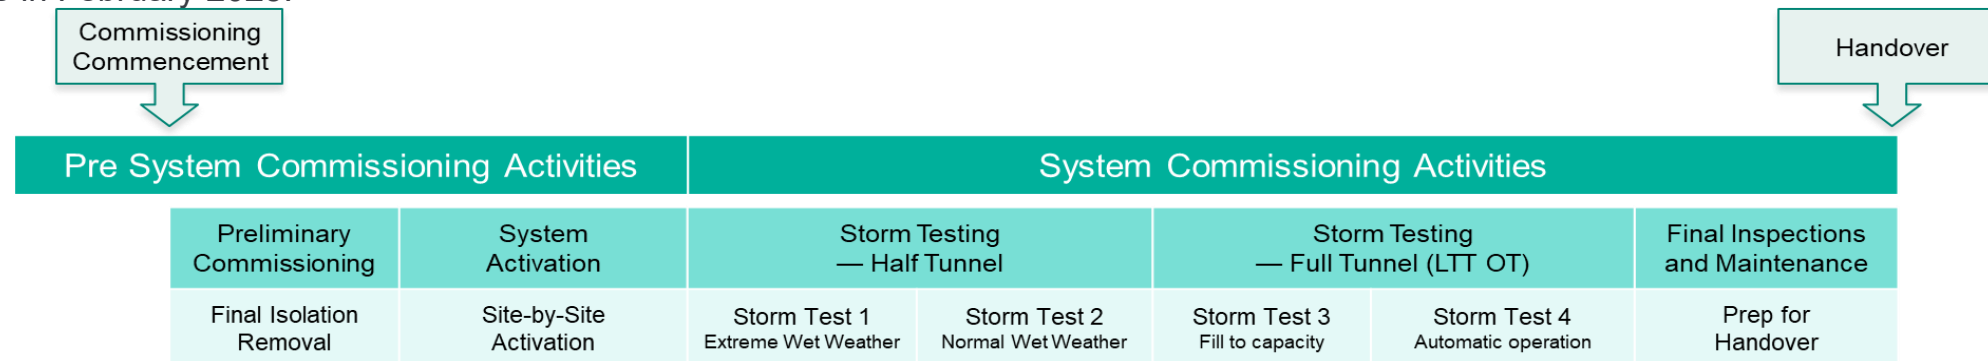 Commissioning
Commencement
Handover
Pre System Commissioning Activities
System Commissioning Activities
Preliminary
Commissioning
System
Activation
Storm Testing
— Half Tunnel
Storm Testing
— Full Tunnel (LTT OT)
Final Inspections
and Maintenance
Final Isolation
Removal
Site-by-Site
Activation
Storm Test 1
Extreme Wet Weather
Storm Test 2
Normal Wet Weather
Storm Test 3
Fill to capacity
Storm Test 4
Automatic operation
Prep for
Handover